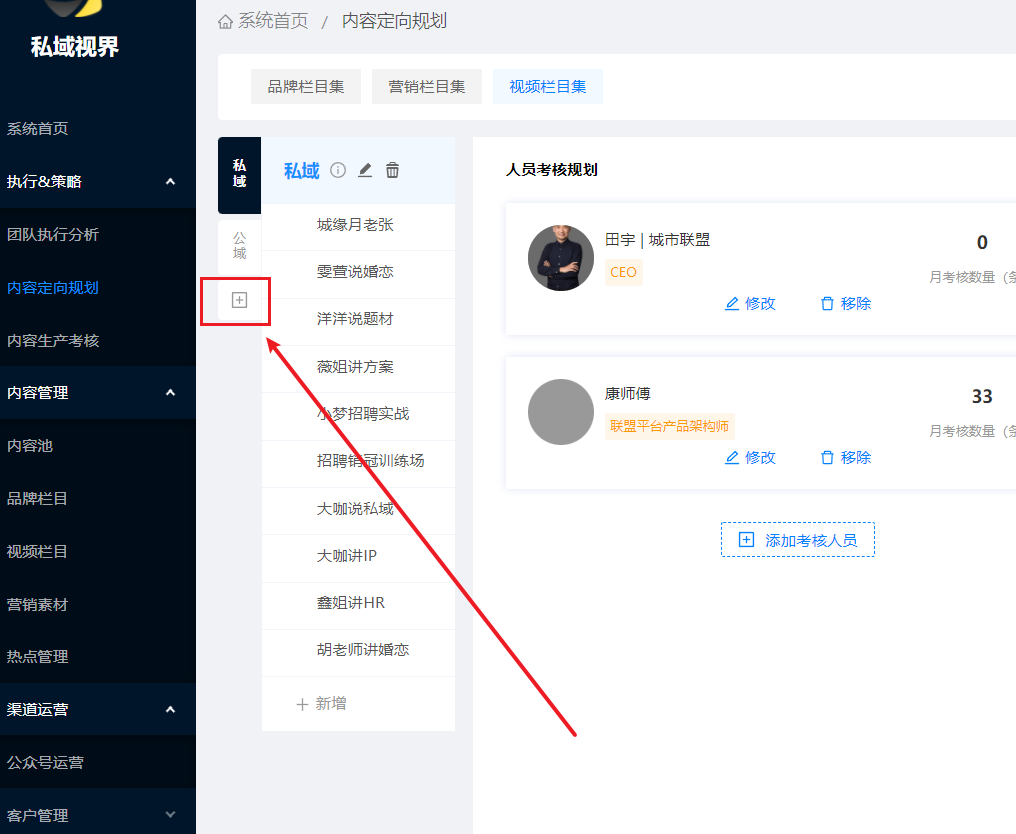 私域视界
系统首页
执行&策略
团队执行分析
内容定向规划
内容生产考核
内容管理
内容池
品牌栏目
视频栏目
营销素材
热点管理
渠道运营
公众号运营
客户管理
系统首页 / 内容定向规划
品牌栏目集 营销栏目集 视频栏目集
私域
公域
私域
城缘月老张
雯萱说婚恋
洋洋说题材
薇姐讲方案
小梦招聘实战
招聘销冠训练场
大咖说私域
大咖讲IP
鑫姐讲HR
胡老师讲婚恋
新增
人员考核规划
田宇 | 城市联盟
CEO
0
月考核数量（条
修改 移除
康师傅
联盟平台产品架构师
33
月考核数量（条
修改 移除
添加考核人员